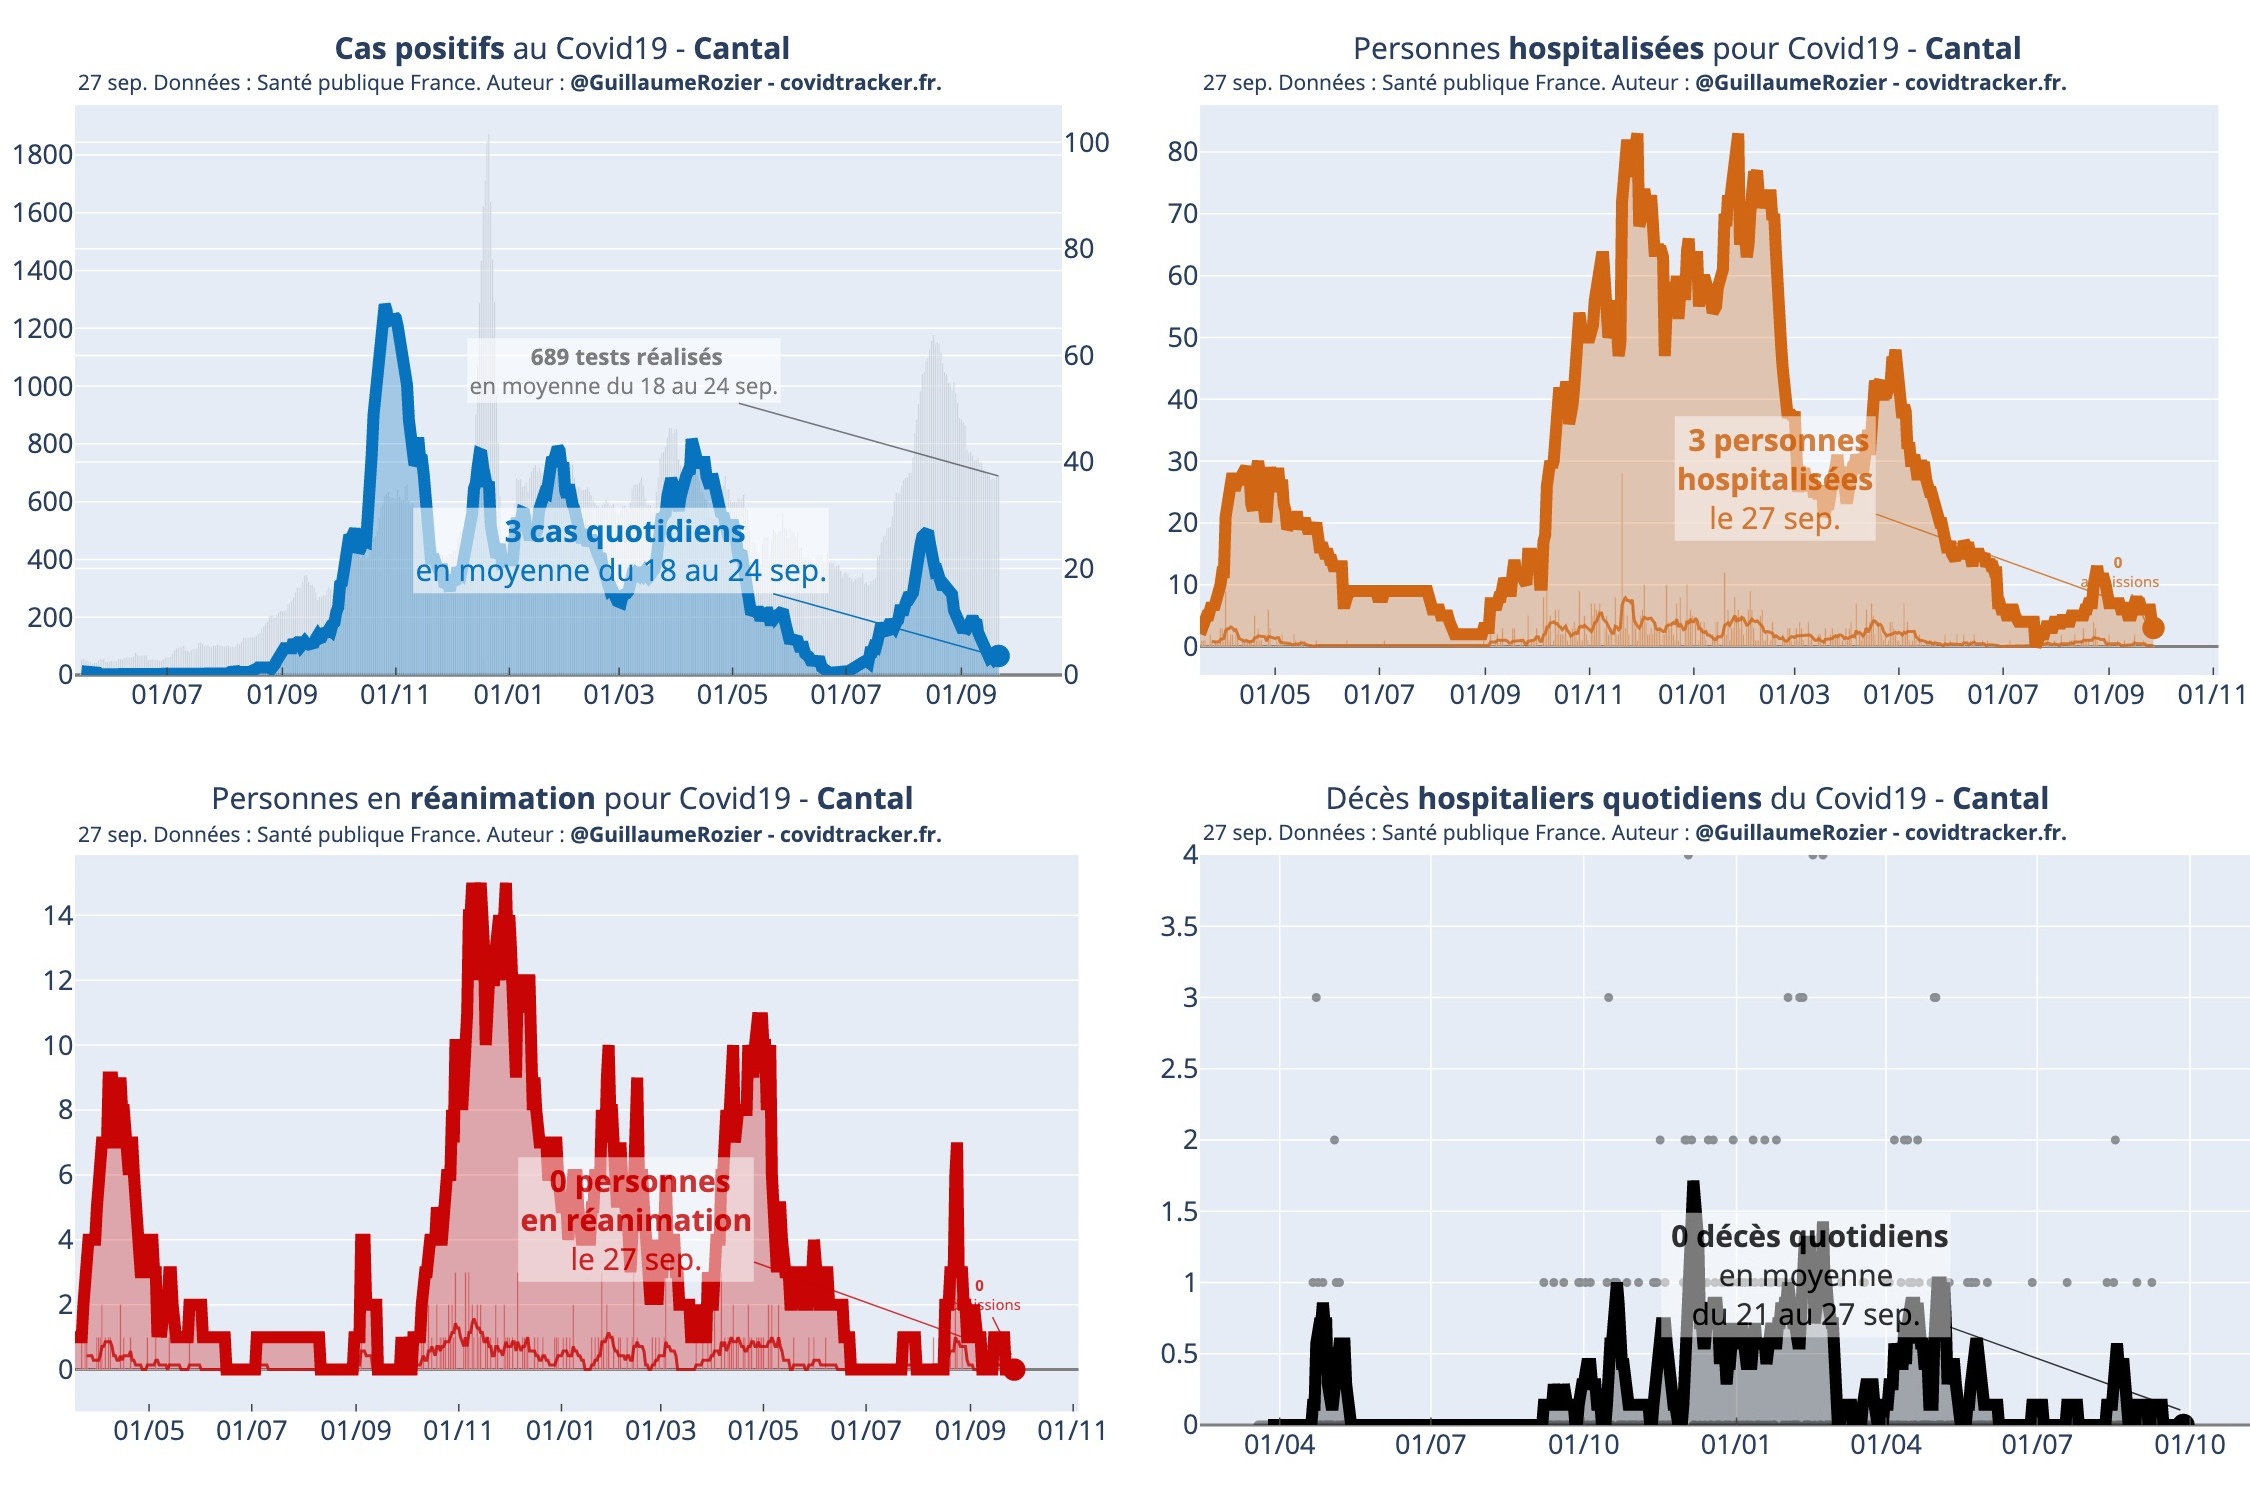 Cas positifs au Covid19 - Cantal
27 sep. Données : Santé publique France. Auteur : @GuillaumeRozier - covidtracker.fr.
1800
1600
1400
1200
1000
800
600
400
200
0
100
80
60
40
20
0
689 tests réalisés
en moyenne du 18 au 24 sep.
3 cas quotidiens
en moyenne du 18 au 24 sep.
01/07 01/09 01/11 01/01 01/03 01/05 01/07 01/09
Personnes hospitalisées pour Covid19 - Cantal
27 sep. Données : Santé publique France. Auteur : @GuillaumeRozier - covidtracker.fr.
80
70
60
50
40
30
20
10
0
3 personnes
hospitalisées
le 27 sep.
0
admissions
01/05 01/07 01/09 01/11 01/01 01/03 01/05 01/07 01/09 01/11
Personnes en réanimation pour Covid19 - Cantal
27 sep. Données : Santé publique France. Auteur : @GuillaumeRozier - covidtracker.fr.
14
12
10
8
6
4
2
0
0 personnes
en réanimation
le 27 sep.
0
admissions
01/05 01/07 01/09 01/11 01/01 01/03 01/05 01/07 01/09 01/11
Décès hospitaliers quotidiens du Covid19 - Cantal
27 sep. Données : Santé publique France. Auteur : @GuillaumeRozier - covidtracker.fr.
4
3.5
3
2.5
2
1.5
1
0.5
0
0 décès quotidiens
en moyenne
du 21 au 27 sep.
01/04 01/07 01/10 01/01 01/04 01/07 01/10